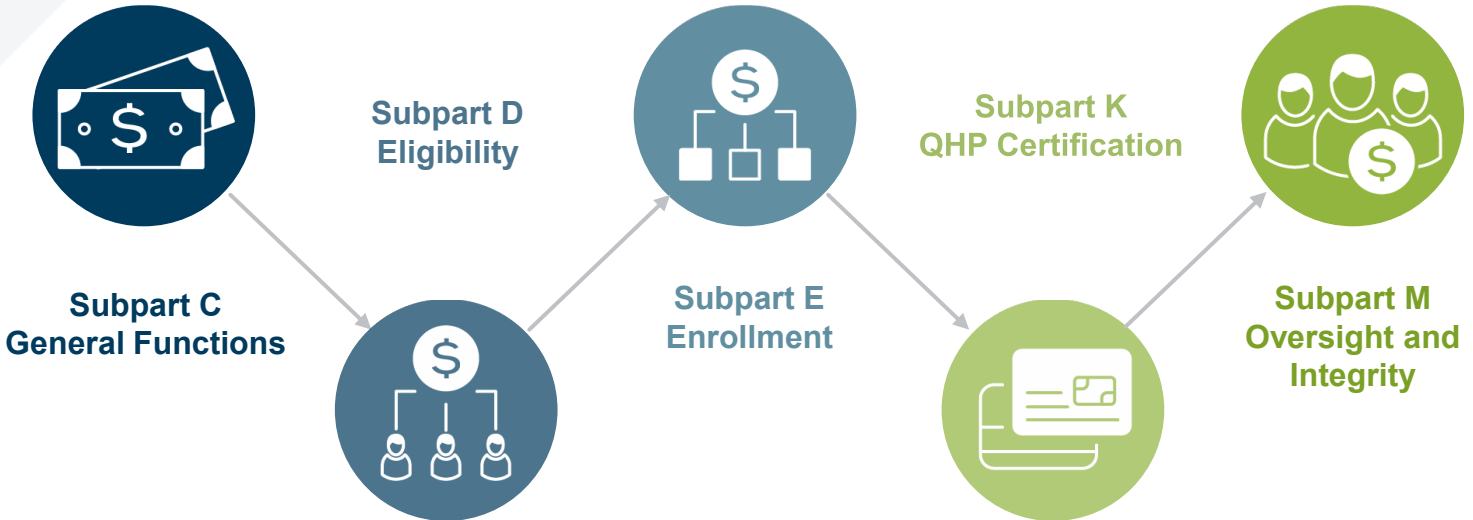 Subpart C
General Functions
Subpart D
Eligibility
Subpart E
Enrollment
Subpart K
QHP Certification
Subpart M
Oversight and
Integrity
$
$
$
$